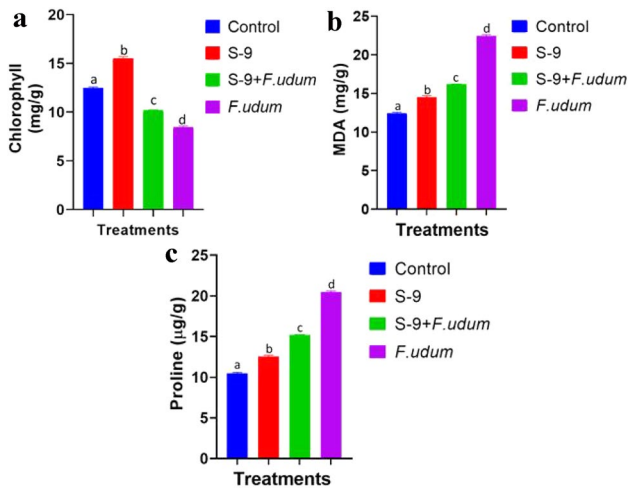 a
Chlorophyll
(mg/g)
20
15
10
5
0
a
b
c
d
Treatments
Control
S-9
S-9+F.udum
F.udum
b
MDA (mg/g)
25
20
15
10
5
0
a
b
c
d
Treatments
Control
S-9
S-9+F.udum
F.udum
c
Proline (µg/g)
25
20
15
10
5
0
a
b
c
d
Treatments
Control
S-9
S-9+F.udum
F.udum